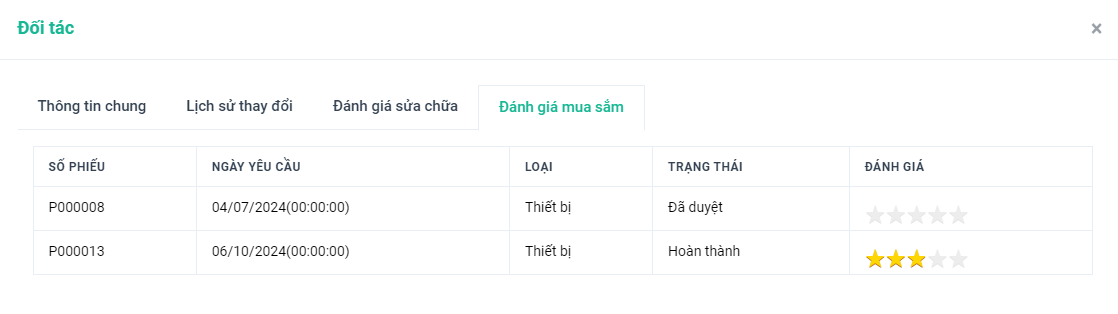 Đối tác
×
Thông tin chung Lịch sử thay đổi Đánh giá sửa chữa Đánh giá mua sắm
SỐ PHIẾU NGÀY YÊU CẦU LOẠI TRẠNG THÁI ĐÁNH GIÁ
P000008 04/07/2024(00:00:00) Thiết bị Đã duyệt
P000013 06/10/2024(00:00:00) Thiết bị Hoàn thành